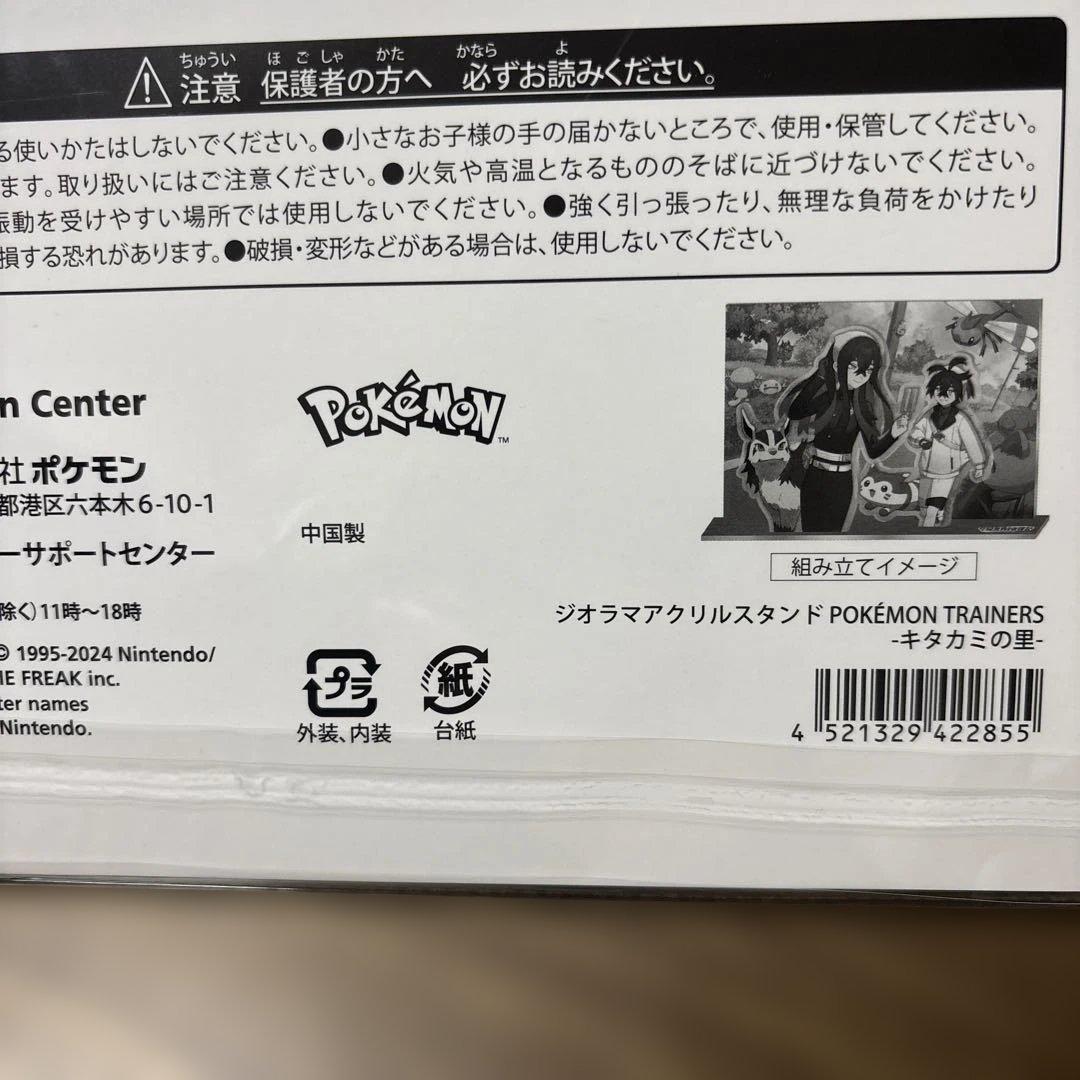 注意 保護者の方へ 必ずお読みください。
ちゅうい ほごしゃ かた かなら よ
る使いかたはしないでください。●小さなお子様の手の届かないところで、使用・保管してください。
ます。取り扱いにはご注意ください。●火気や高温となるもののそばに近づけないでください。
振動を受けやすい場所では使用しないでください。●強く引っ張ったり、無理な負荷をかけたり
損する恐れがあります。●破損・変形などがある場合は、使用しないでください。
n Center
POKéMON™
社 ポケモン
都港区六本木6-10-1
中国製
ーサポートセンター
組み立てイメージ
除く)11時～18時
ジオラマアクリルスタンド POKÉMON TRAINERS
-キタカミの里-
© 1995-2024 Nintendo/
ME FREAK inc.
ter names
Nintendo.
プラ
外装、内装
紙
台紙
4 521329 422855